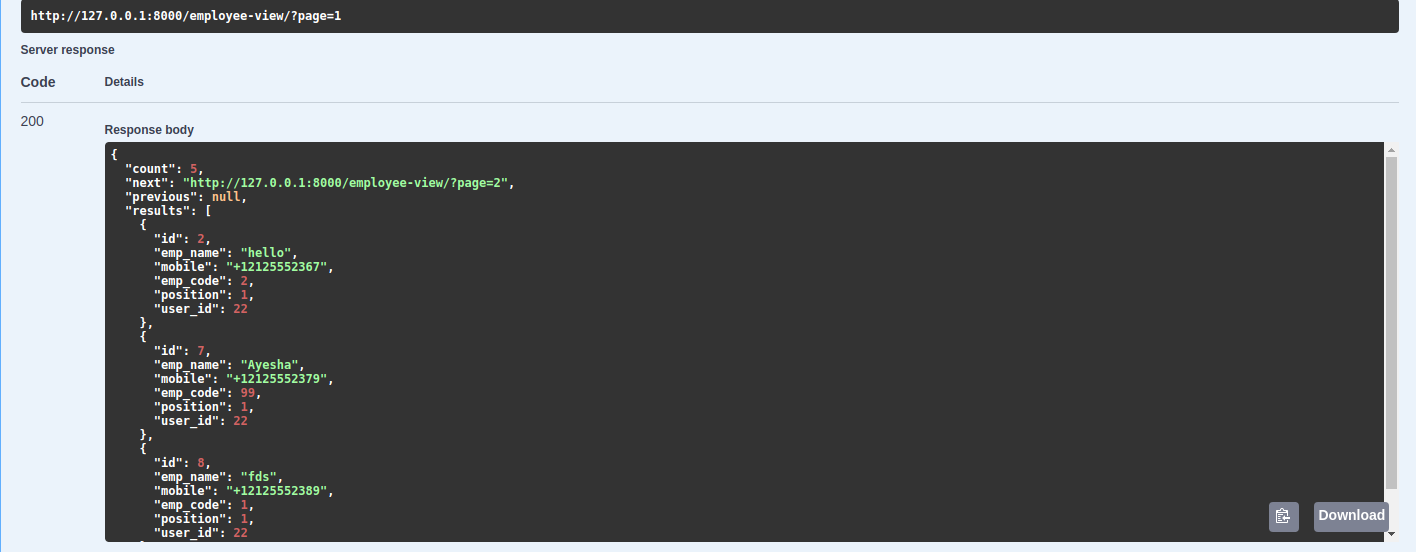 http://127.0.0.1:8000/employee-view/?page=1
Server response
Code Details
200
Response body
{
  "count": 5,
  "next": "http://127.0.0.1:8000/employee-view/?page=2",
  "previous": null,
  "results": [
    {
      "id": 2,
      "emp_name": "hello",
      "mobile": "+12125552367",
      "emp_code": 2,
      "position": 1,
      "user_id": 22
    },
    {
      "id": 7,
      "emp_name": "Ayesha",
      "mobile": "+12125552379",
      "emp_code": 99,
      "position": 1,
      "user_id": 22
    },
    {
      "id": 8,
      "emp_name": "fds",
      "mobile": "+12125552389",
      "emp_code": 1,
      "position": 1,
      "user_id": 22
Download